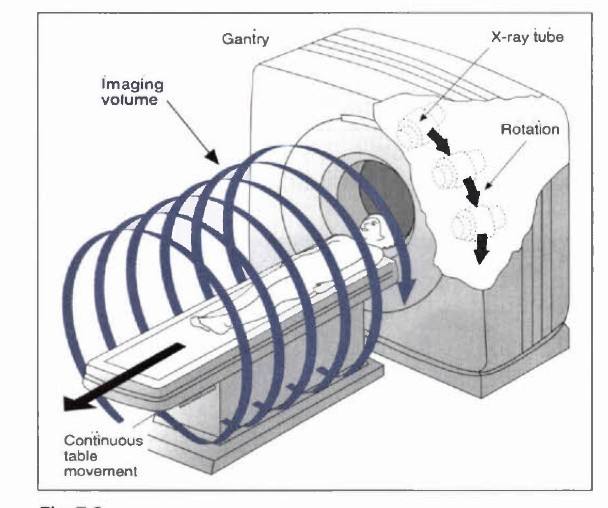 Gantry
X-ray tube
Imaging
volume
Rotation
Continuous
table
movement